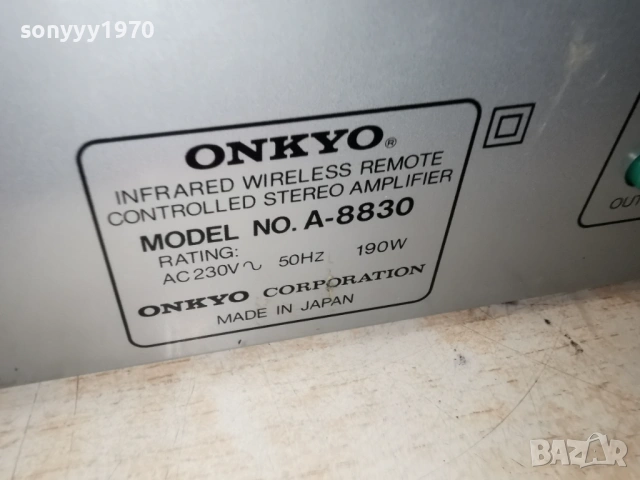 sonyyy1970
ONKYO®
INFRARED WIRELESS REMOTE
CONTROLLED STEREO AMPLIFIER
MODEL NO. A-8830
RATING:
AC 230V ~ 50HZ 190W
ONKYO CORPORATION
MADE IN JAPAN
OUT
BAZAR